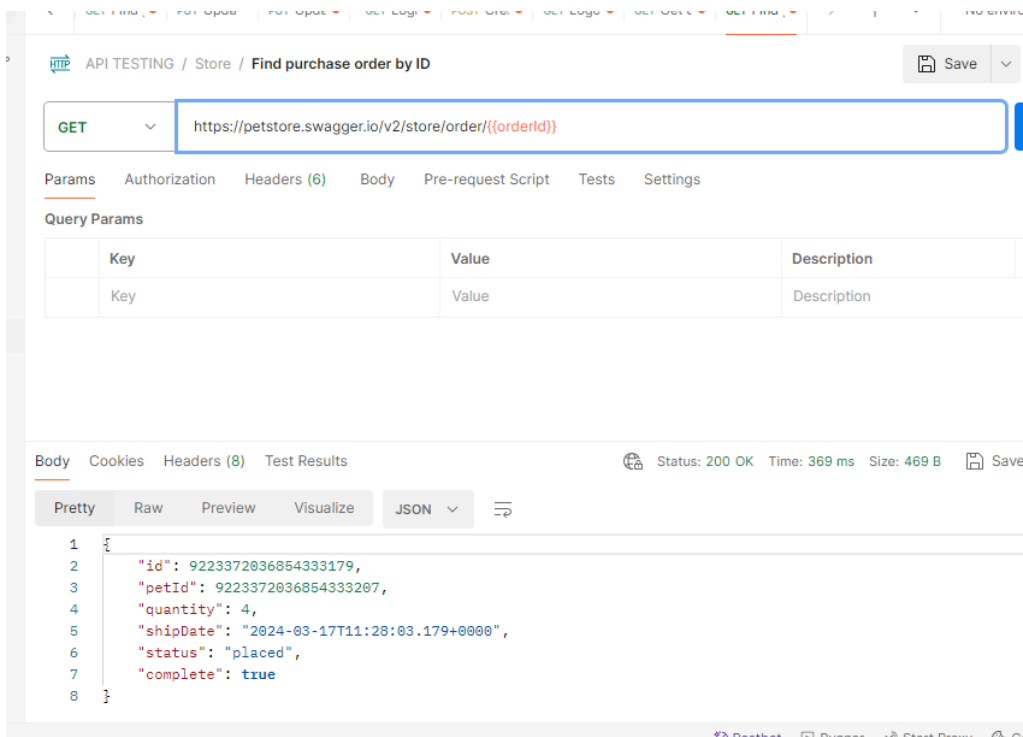 API TESTING / Store / Find purchase order by ID
Save
GET
https://petstore.swagger.io/v2/store/order/{{orderId}}
Params Authorization Headers (6) Body Pre-request Script Tests Settings
Query Params
Key Value Description
Key Value Description
Body Cookies Headers (8) Test Results
Status: 200 OK Time: 369 ms Size: 469 B Save
Pretty Raw Preview Visualize JSON
1 {
2 "id": 9223372036854333179,
3 "petId": 9223372036854333207,
4 "quantity": 4,
5 "shipDate": "2024-03-17T11:28:03.179+0000",
6 "status": "placed",
7 "complete": true
8 }